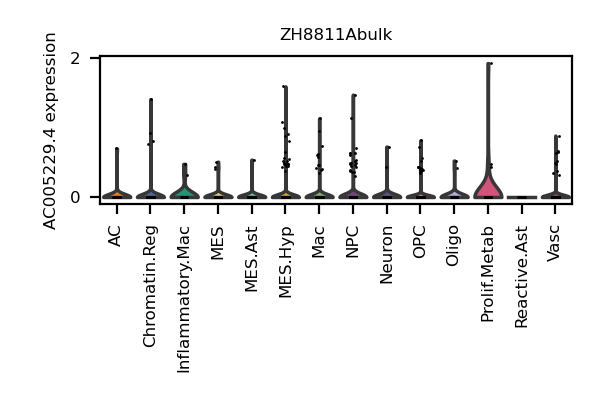 ZH8811Abulk
AC005229.4 expression
2
0
AC
Chromatin.Reg
Inflammatory.Mac
MES
MES.Ast
MES.Hyp
Mac
NPC
Neuron
OPC
Oligo
Prolif.Metab
Reactive.Ast
Vasc